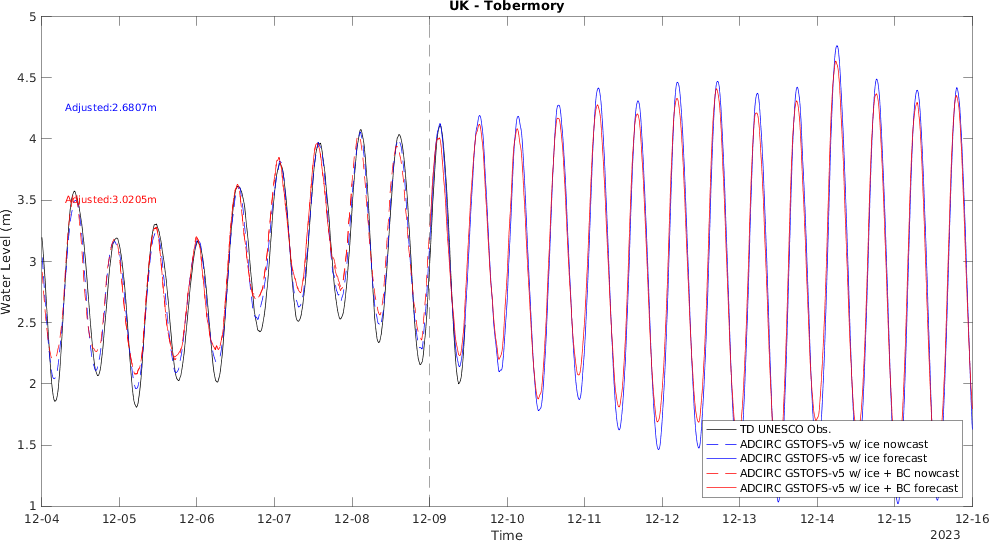 UK - Tobermory
5
4.5
4
3.5
3
2.5
2
1.5
1
Water Level (m)
Adjusted:2.6807m
Adjusted:3.0205m
TD UNESCO Obs.
ADCIRC GSTOFS-v5 w/ ice nowcast
ADCIRC GSTOFS-v5 w/ ice forecast
ADCIRC GSTOFS-v5 w/ ice + BC nowcast
ADCIRC GSTOFS-v5 w/ ice + BC forecast
12-04 12-05 12-06 12-07 12-08 12-09 12-10 12-11 12-12 12-13 12-14 12-15 12-16
Time
2023